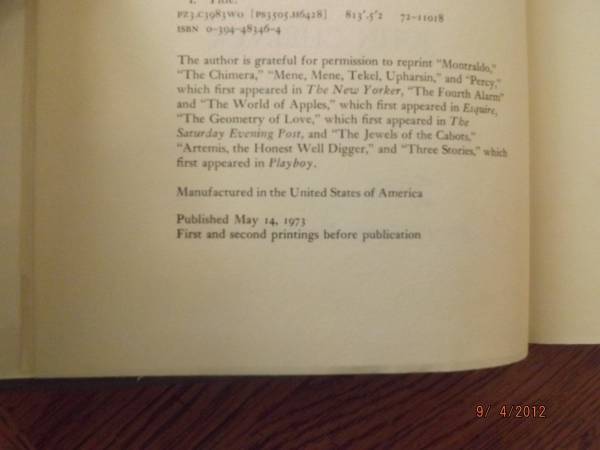 1. Title.
PZ3.C3983WO [PS3505.H6428] 813'.5'2 72-11018
ISBN 0-394-48346-4
The author is grateful for permission to reprint "Montraldo,"
"The Chimera," "Mene, Mene, Tekel, Upharsin," and "Percy,"
which first appeared in The New Yorker, "The Fourth Alarm"
and "The World of Apples," which first appeared in Esquire,
"The Geometry of Love," which first appeared in The
Saturday Evening Post, and "The Jewels of the Cabots,"
"Artemis, the Honest Well Digger," and "Three Stories," which
first appeared in Playboy.
Manufactured in the United States of America
Published May 14, 1973
First and second printings before publication
9/ 4/2012